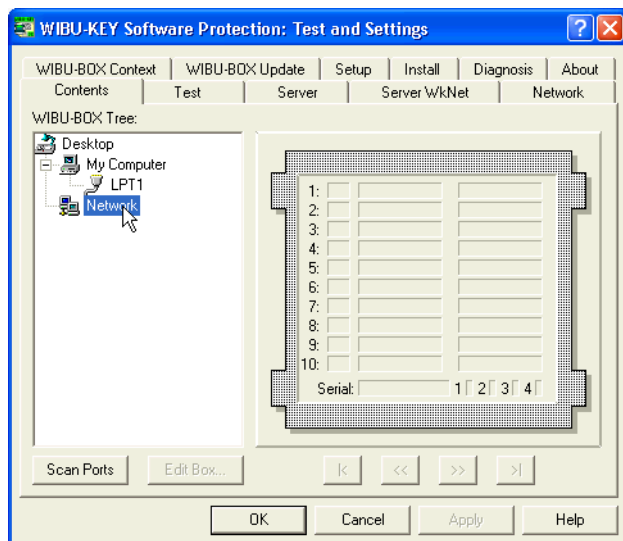 WIBU-KEY Software Protection: Test and Settings
WIBU-BOX Context WIBU-BOX Update Setup Install Diagnosis About
Contents Test Server Server WkNet Network
WIBU-BOX Tree:
Desktop
My Computer
LPT1
Network
1:
2:
3:
4:
5:
6:
7:
8:
9:
10:
Serial: 1 2 3 4
Scan Ports Edit Box... |< << >> >|
OK Cancel Apply Help